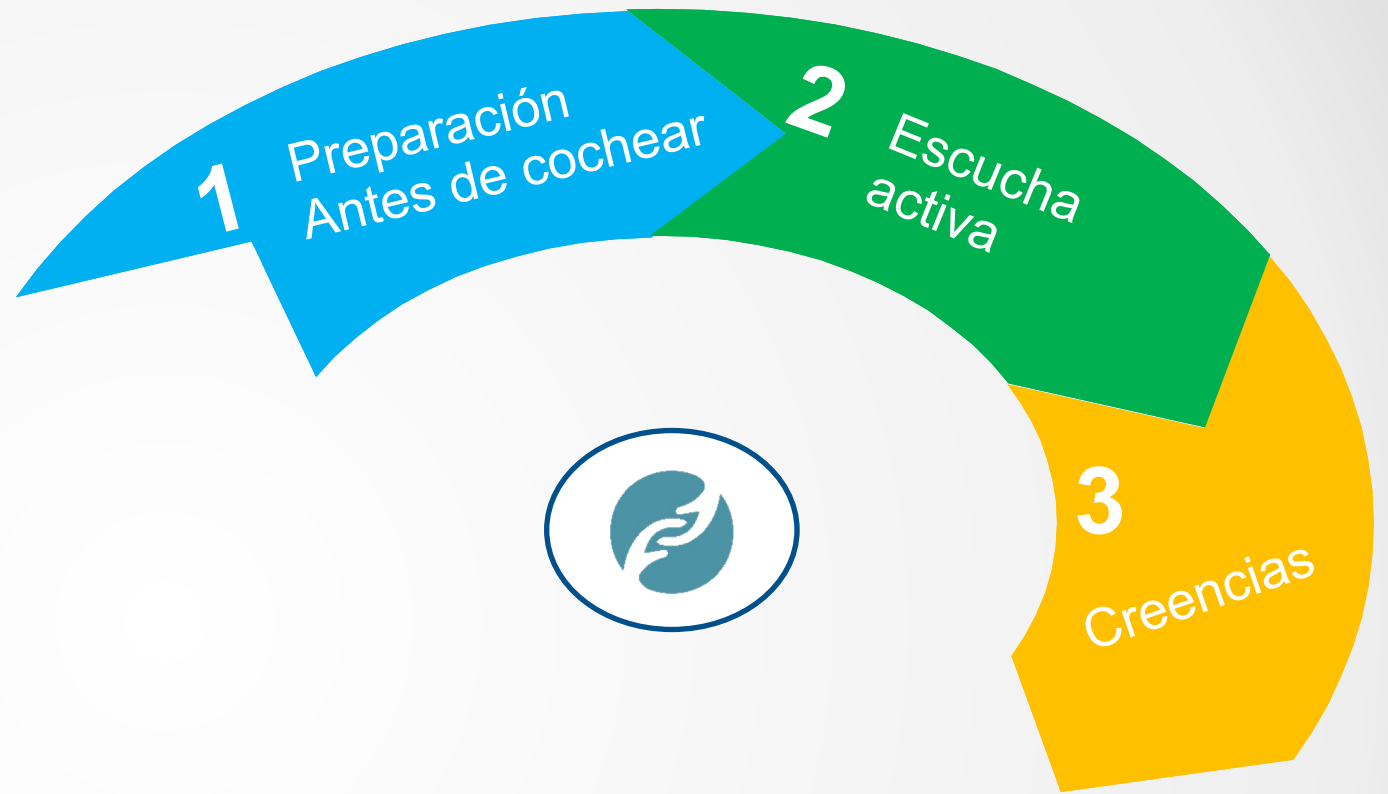 1
Preparación
Antes de cochear
2
Escucha
activa
3
Creencias